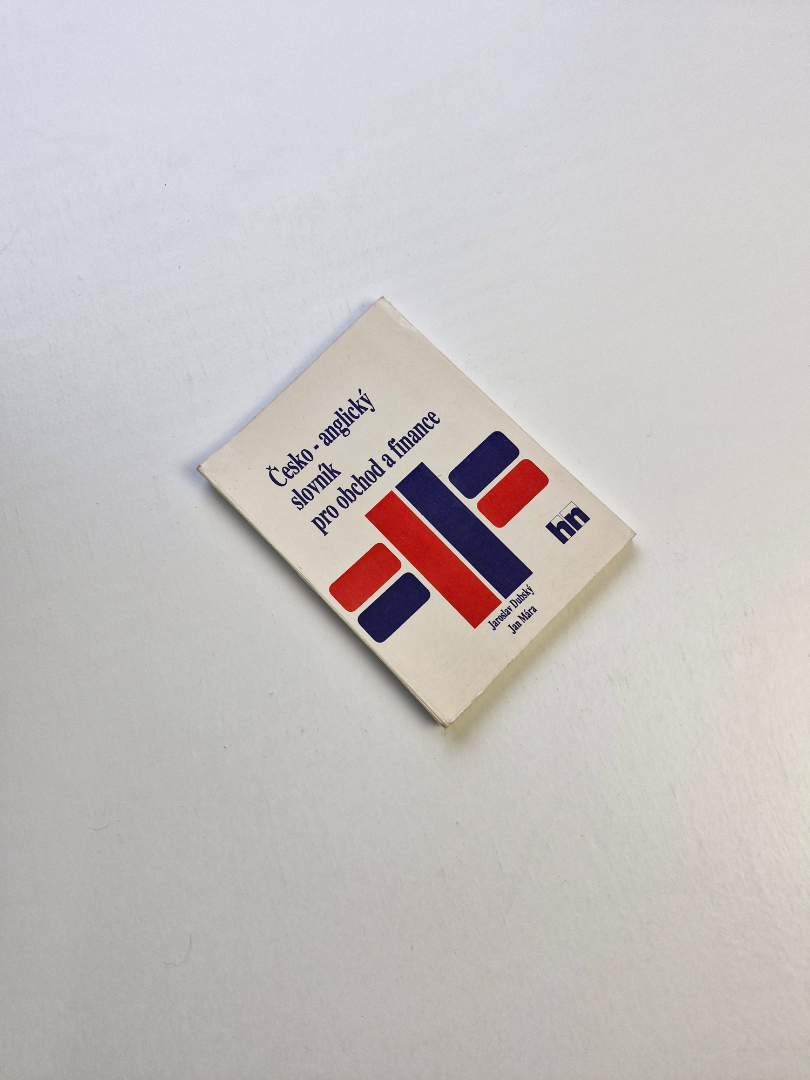 Česko - anglický
slovník
pro obchod a finance
hn
Jaroslav Dubský
Jan Mára